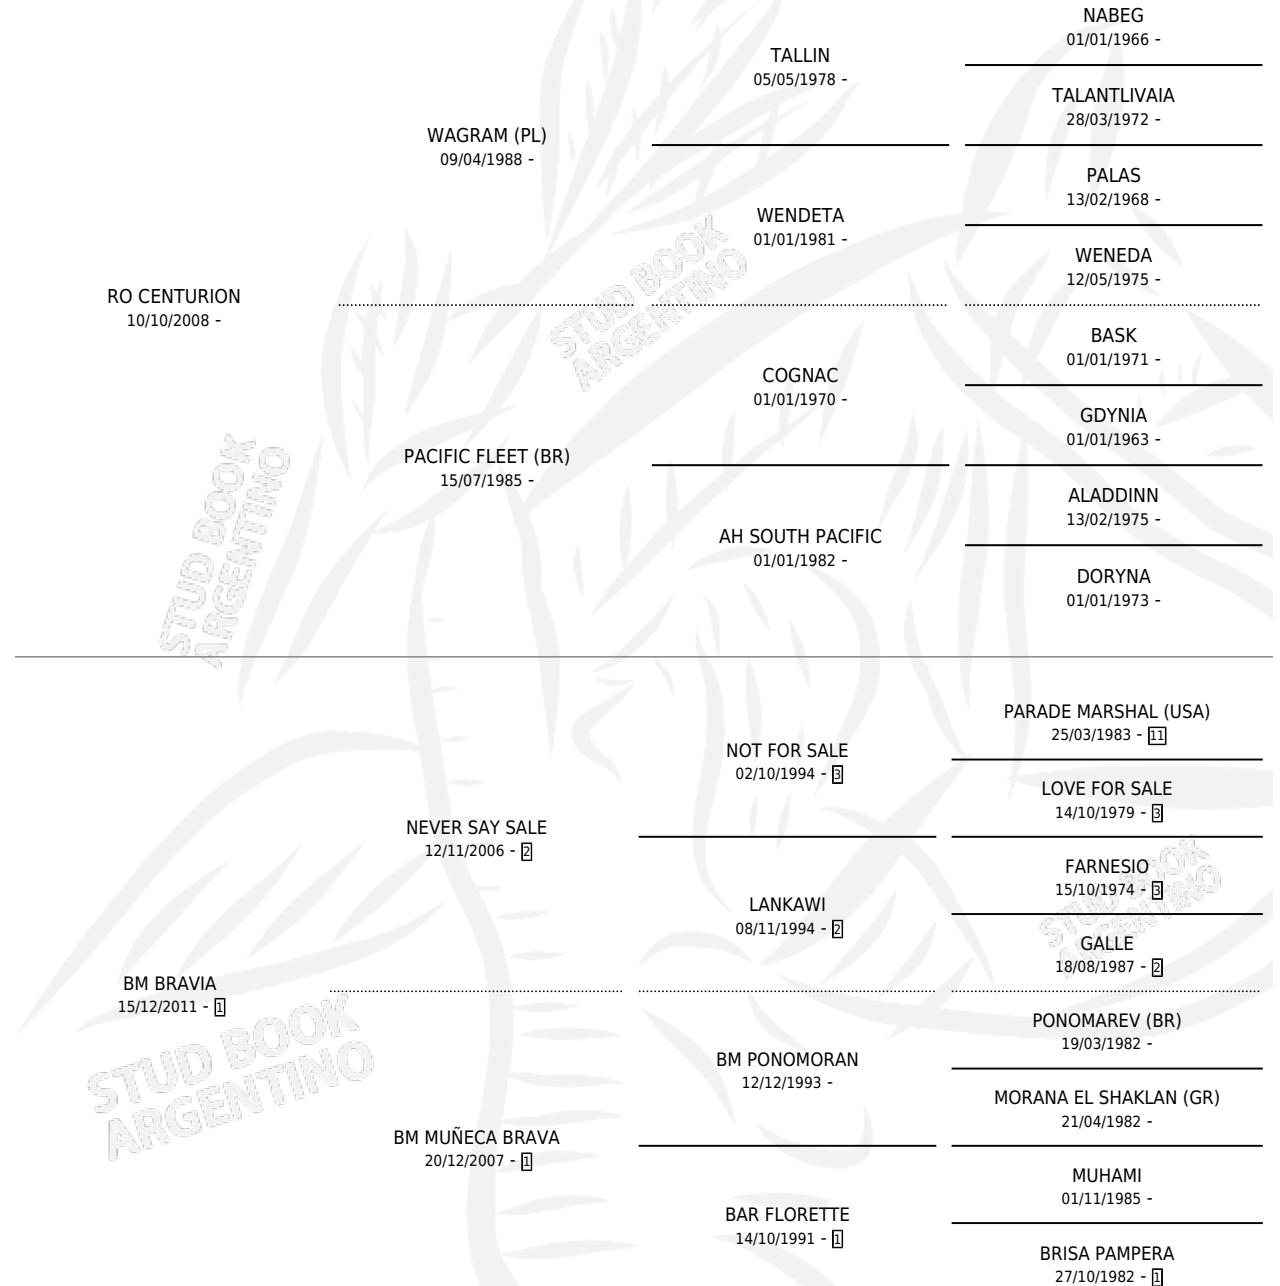 NABEG
01/01/1966 -
TALLIN
05/05/1978 -
TALANTLIVAIA
28/03/1972 -
WAGRAM (PL)
09/04/1988 -
PALAS
13/02/1968 -
WENDETA
01/01/1981 -
WENEDA
12/05/1975 -
RO CENTURION
10/10/2008 -
BASK
01/01/1971 -
COGNAC
01/01/1970 -
GDYNIA
01/01/1963 -
PACIFIC FLEET (BR)
15/07/1985 -
ALADDINN
13/02/1975 -
AH SOUTH PACIFIC
01/01/1982 -
DORYNA
01/01/1973 -
STUD BOOK
ARGENTINO
STUD BOOK
ARGENTINO
PARADE MARSHAL (USA)
25/03/1983 - 11
NOT FOR SALE
02/10/1994 - 3
LOVE FOR SALE
14/10/1979 - 3
NEVER SAY SALE
12/11/2006 - 2
FARNESIO
15/10/1974 - 3
LANKAWI
08/11/1994 - 2
GALLE
18/08/1987 - 2
BM BRAVIA
15/12/2011 - 1
PONOMAREV (BR)
19/03/1982 -
BM PONOMORAN
12/12/1993 -
MORANA EL SHAKLAN (GR)
21/04/1982 -
BM MUÑECA BRAVA
20/12/2007 - 1
MUHAMI
01/11/1985 -
BAR FLORETTE
14/10/1991 - 1
BRISA PAMPERA
27/10/1982 - 1
STUD BOOK
ARGENTINO
STUD BOOK
ARGENTINO